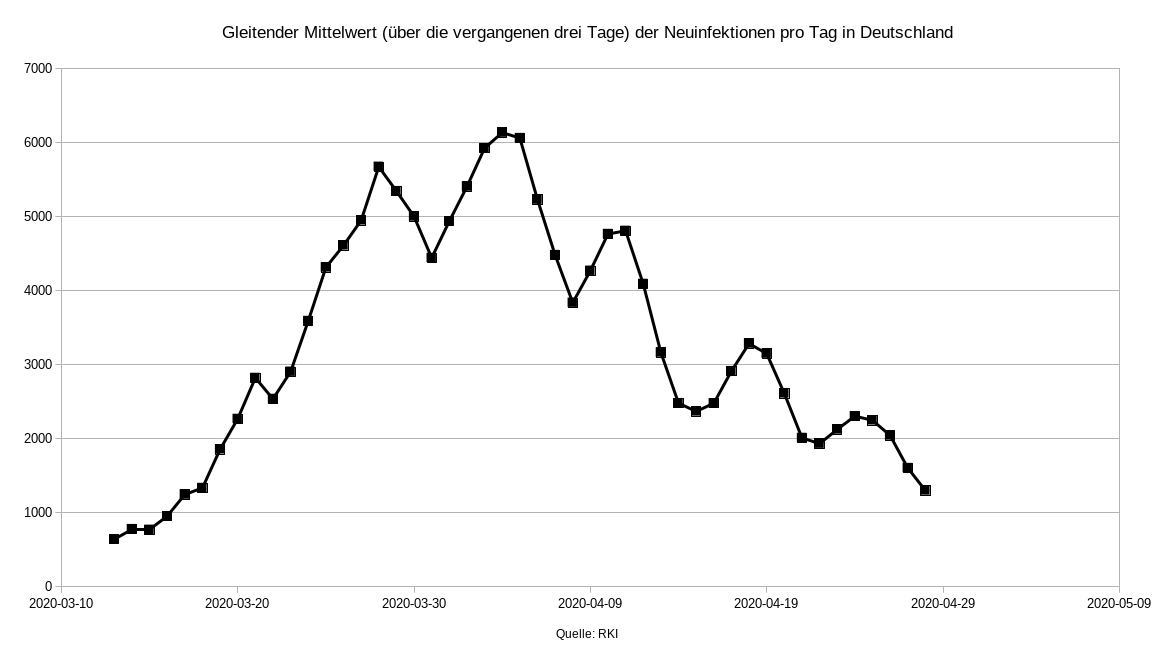 Gleitender Mittelwert (über die vergangenen drei Tage) der Neuinfektionen pro Tag in Deutschland
7000
6000
5000
4000
3000
2000
1000
0
2020-03-10 2020-03-20 2020-03-30 2020-04-09 2020-04-19 2020-04-29 2020-05-09
Quelle: RKI